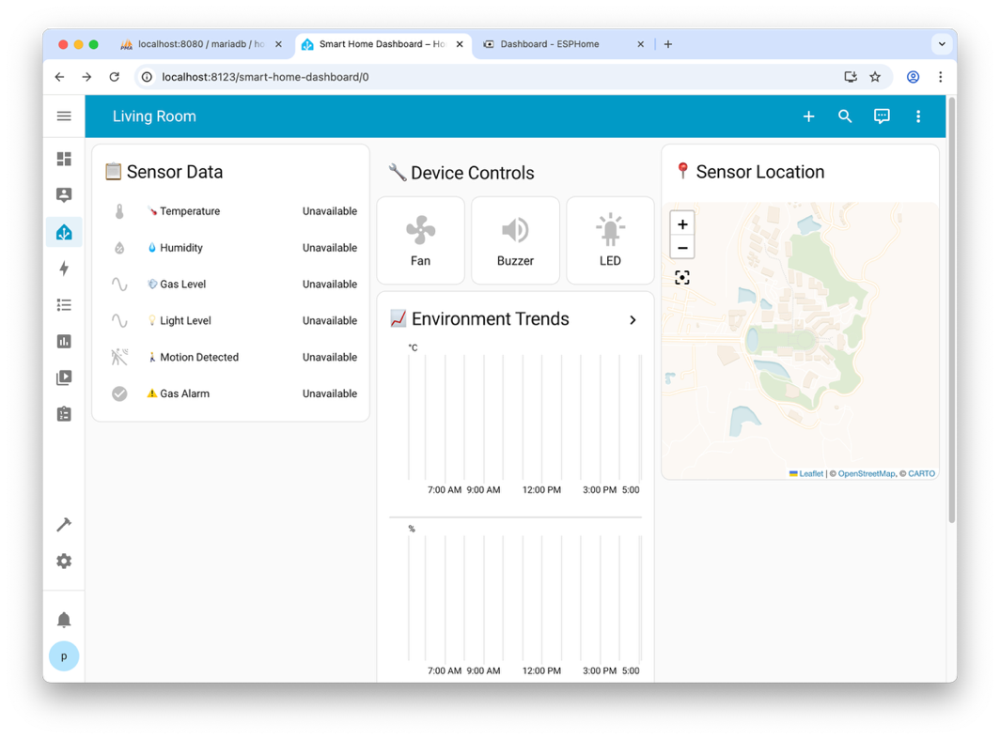 localhost:8080 / mariadb / ho
Smart Home Dashboard – Ho
Dashboard - ESPHome
localhost:8123/smart-home-dashboard/0
Living Room
Sensor Data
Temperature Unavailable
Humidity Unavailable
Gas Level Unavailable
Light Level Unavailable
Motion Detected Unavailable
Gas Alarm Unavailable
Device Controls
Fan
Buzzer
LED
Environment Trends
°C
7:00 AM 9:00 AM 12:00 PM 3:00 PM 5:00
%
7:00 AM 9:00 AM 12:00 PM 3:00 PM 5:00
Sensor Location
+
−
Leaflet | © OpenStreetMap, © CARTO
p